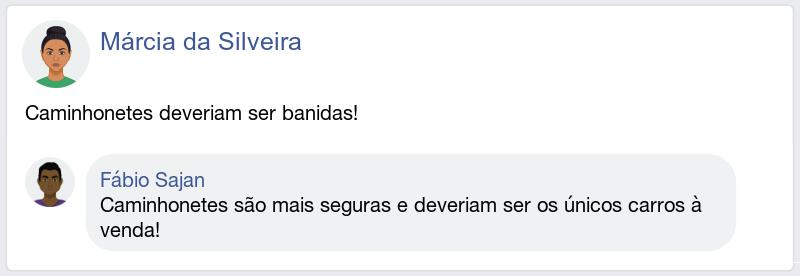 Márcia da Silveira
Caminhonetes deveriam ser banidas!
Fábio Sajan
Caminhonetes são mais seguras e deveriam ser os únicos carros à
venda!